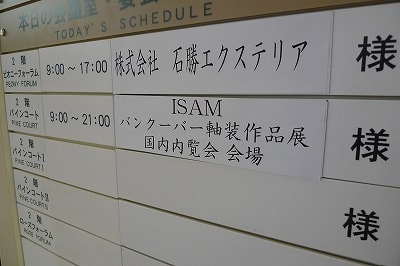 本日の会議室・宴会
TODAY'S SCHEDULE
2階
ピオニーフォーラム
PEONY FORUM
9:00～17:00
株式会社 石勝エクステリア
様
2階
パインコート
PINE COURT
9:00～21:00
ISAM
バンクーバー軸装作品展
国内内覧会 会場
様
2階
パインコートⅠ
PINE COURT I
様
2階
パインコートⅡ
PINE COURT II
2階
ローズフォーラム
ROSE FORUM